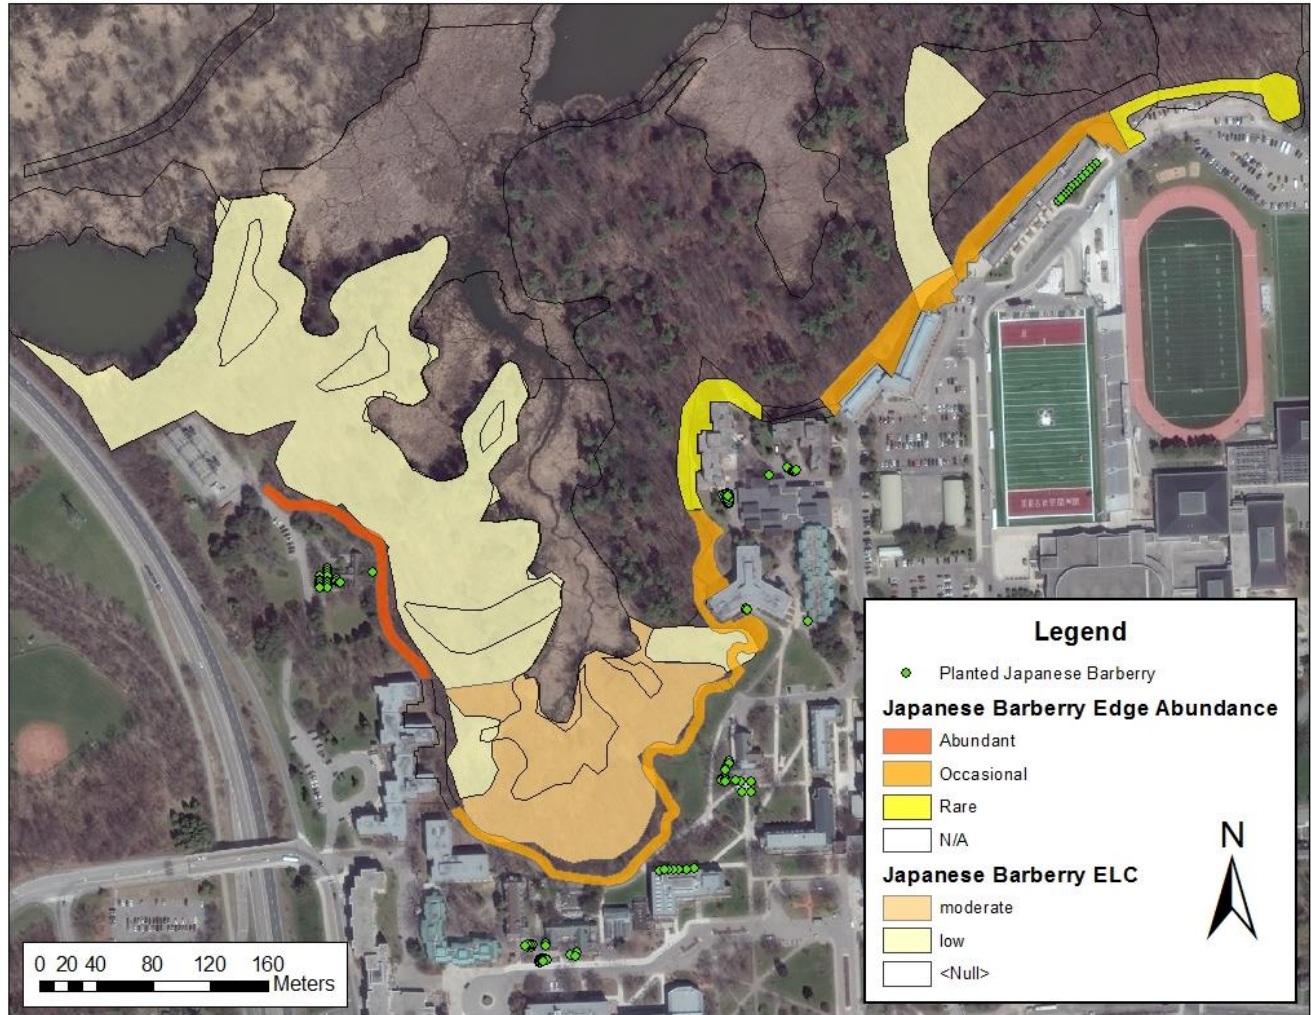 Legend
Planted Japanese Barberry
Japanese Barberry Edge Abundance
Abundant
Occasional
Rare
N/A
Japanese Barberry ELC
moderate
low
<Null>
N
0 20 40 80 120 160
Meters